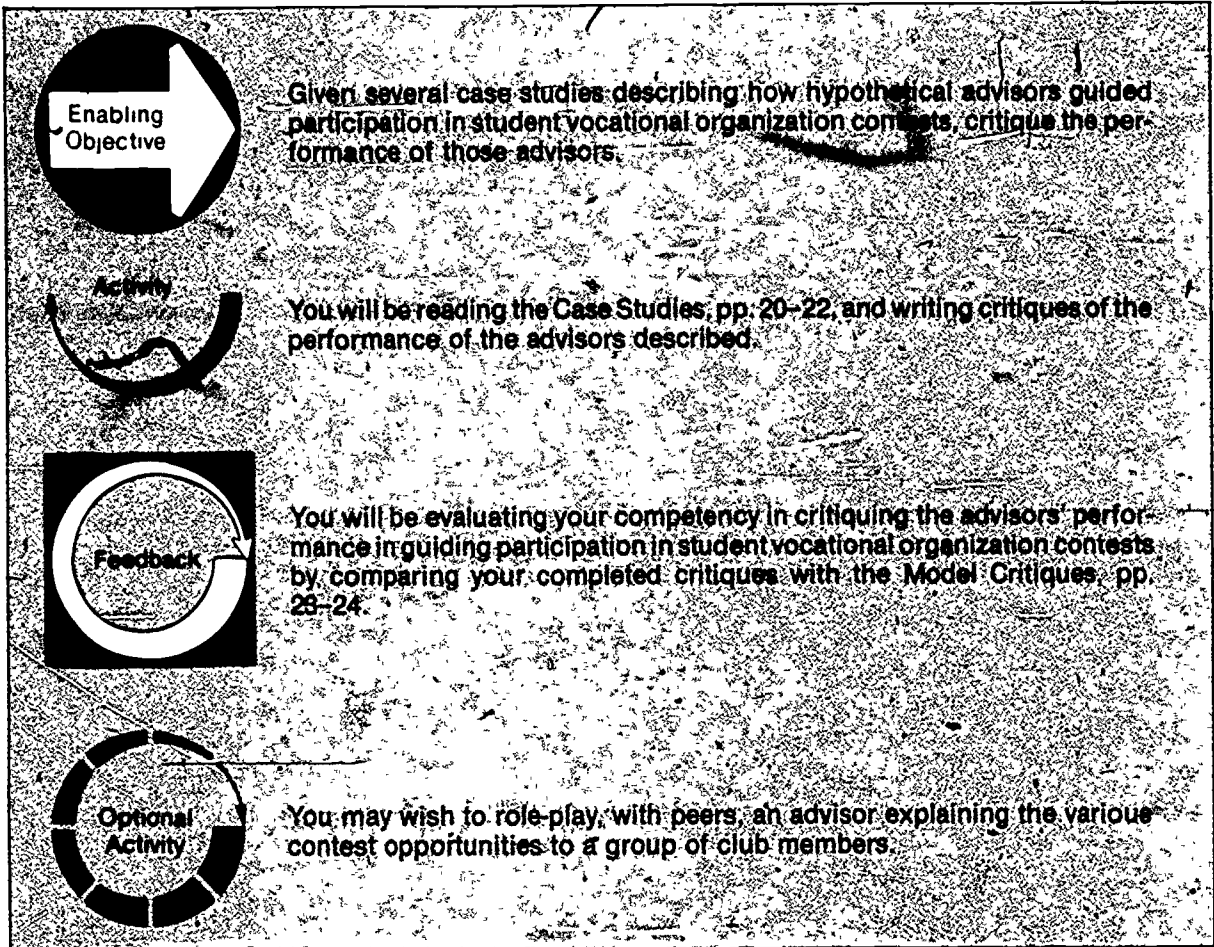 Enabling
Objective
Given several case studies describing how hypothetical advisors guided
participation in student vocational organization contests, critique the per-
formance of those advisors.
Activity
You will be reading the Case Studies, pp. 20–22, and writing critiques of the
performance of the advisors described.
Feedback
You will be evaluating your competency in critiquing the advisors' perfor-
mance in guiding participation in student vocational organization contests
by comparing your completed critiques with the Model Critiques, pp.
23–24.
Optional
Activity
You may wish to role-play, with peers, an advisor explaining the various
contest opportunities to a group of club members.